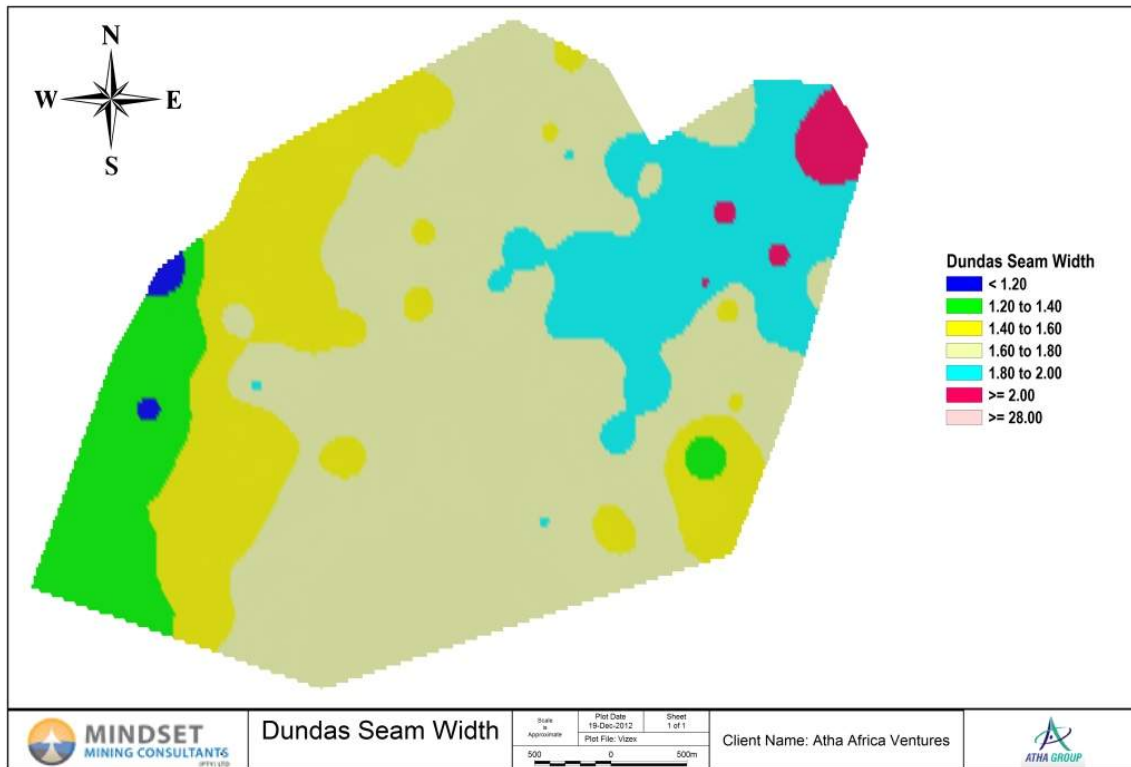 N
W E
S
Dundas Seam Width
< 1.20
1.20 to 1.40
1.40 to 1.60
1.60 to 1.80
1.80 to 2.00
>= 2.00
>= 28.00
MINDSET
MINING CONSULTANTS
(PTY) LTD
Dundas Seam Width
Scale
is
Approximate
Plot Date
19-Dec-2012
Sheet
1 of 1
Plot File: Vizex
500 0 500m
Client Name: Atha Africa Ventures
ATHA GROUP